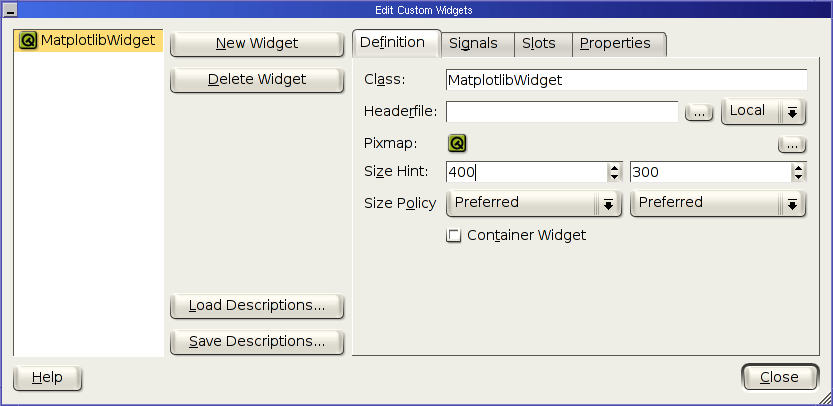 Edit Custom Widgets
MatplotlibWidget
New Widget
Delete Widget
Load Descriptions...
Save Descriptions...
Definition Signals Slots Properties
Class: MatplotlibWidget
Headerfile: ... Local
Pixmap: ...
Size Hint: 400 300
Size Policy Preferred Preferred
Container Widget
Help Close